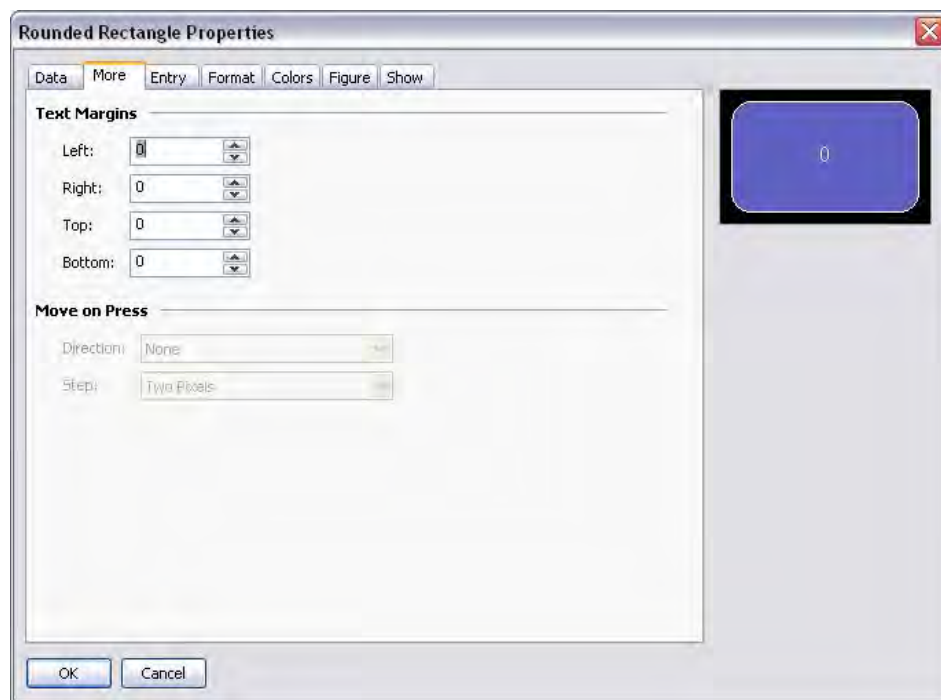 Rounded Rectangle Properties
Data More Entry Format Colors Figure Show
Text Margins
Left: 0
Right: 0
Top: 0
Bottom: 0
Move on Press
Direction: None
Step: Two Pixels
0
OK Cancel